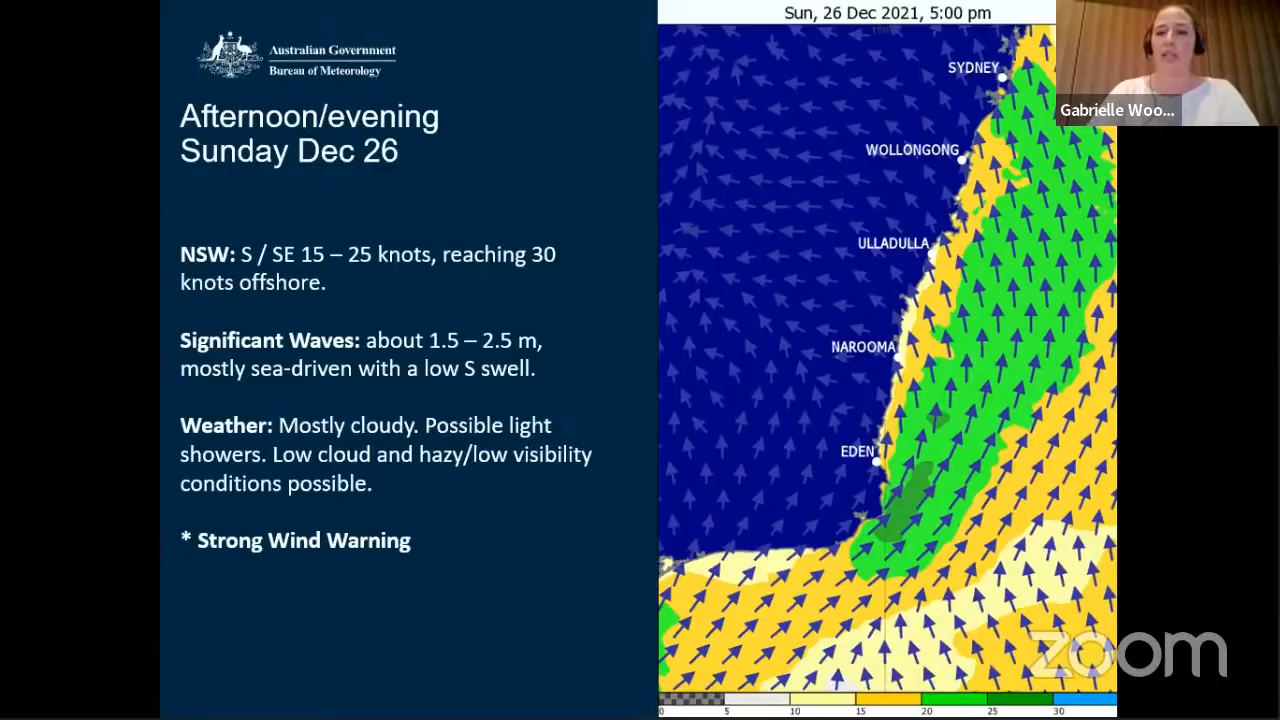 Australian Government
Bureau of Meteorology
Afternoon/evening
Sunday Dec 26
NSW: S / SE 15 – 25 knots, reaching 30
knots offshore.
Significant Waves: about 1.5 – 2.5 m,
mostly sea-driven with a low S swell.
Weather: Mostly cloudy. Possible light
showers. Low cloud and hazy/low visibility
conditions possible.
* Strong Wind Warning
Sun, 26 Dec 2021, 5:00 pm
SYDNEY
WOLLONGONG
ULLADULLA
NAROOMA
EDEN
0 5 10 15 20 25 30
Gabrielle Woo...
zoom